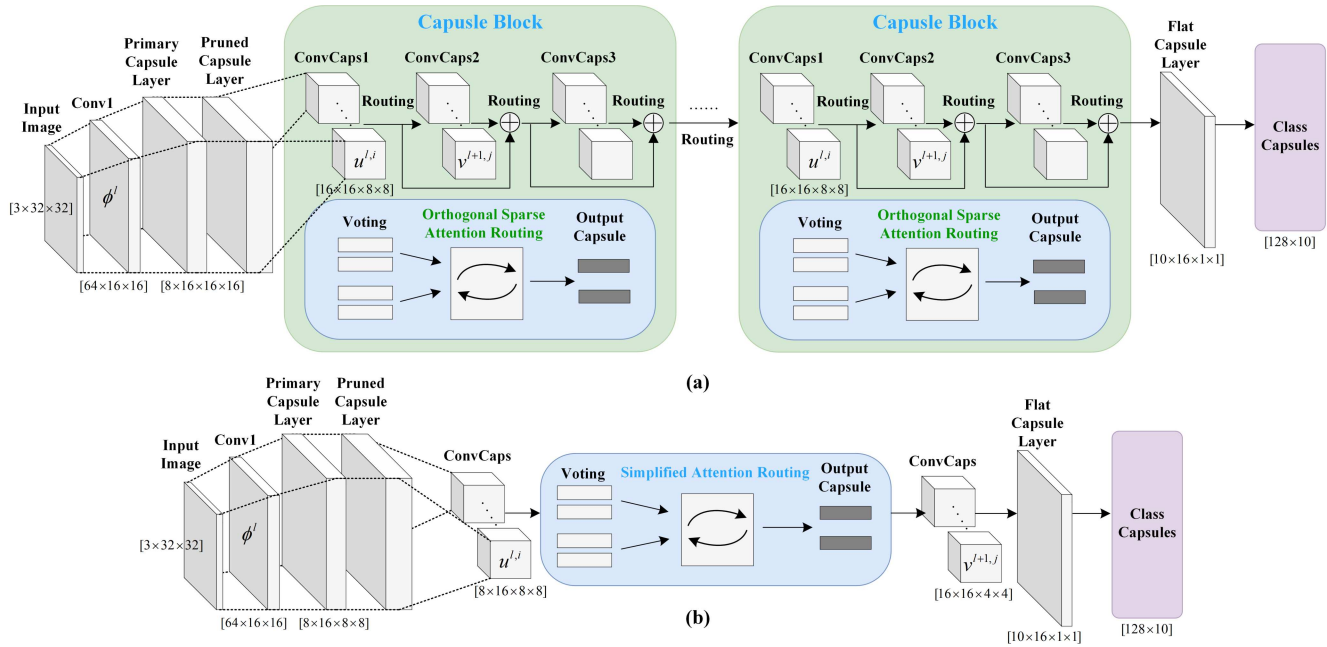 Capusle Block
Capusle Block
Primary
Capsule
Layer
Pruned
Capsule
Layer
Flat
Capsule
Layer
Input
Image
Conv1
ConvCaps1
ConvCaps2
ConvCaps3
Routing
Routing
Routing
......
Routing
ConvCaps1
ConvCaps2
ConvCaps3
Routing
Routing
Routing
ϕ^l
u^{l,i}
v^{l+1,j}
u^{l,i}
v^{l+1,j}
Class
Capsules
[3×32×32]
[64×16×16]
[8×16×16×16]
[16×16×8×8]
[16×16×8×8]
[10×16×1×1]
[128×10]
Voting
Orthogonal Sparse
Attention Routing
Output
Capsule
Voting
Orthogonal Sparse
Attention Routing
Output
Capsule
(a)
Primary
Capsule
Layer
Pruned
Capsule
Layer
Flat
Capsule
Layer
Input
Image
Conv1
ConvCaps
Voting
Simplified Attention Routing
Output
Capsule
ConvCaps
ϕ^l
u^{l,i}
v^{l+1,j}
Class
Capsules
[3×32×32]
[64×16×16]
[8×16×8×8]
[8×16×8×8]
[16×16×4×4]
[10×16×1×1]
[128×10]
(b)